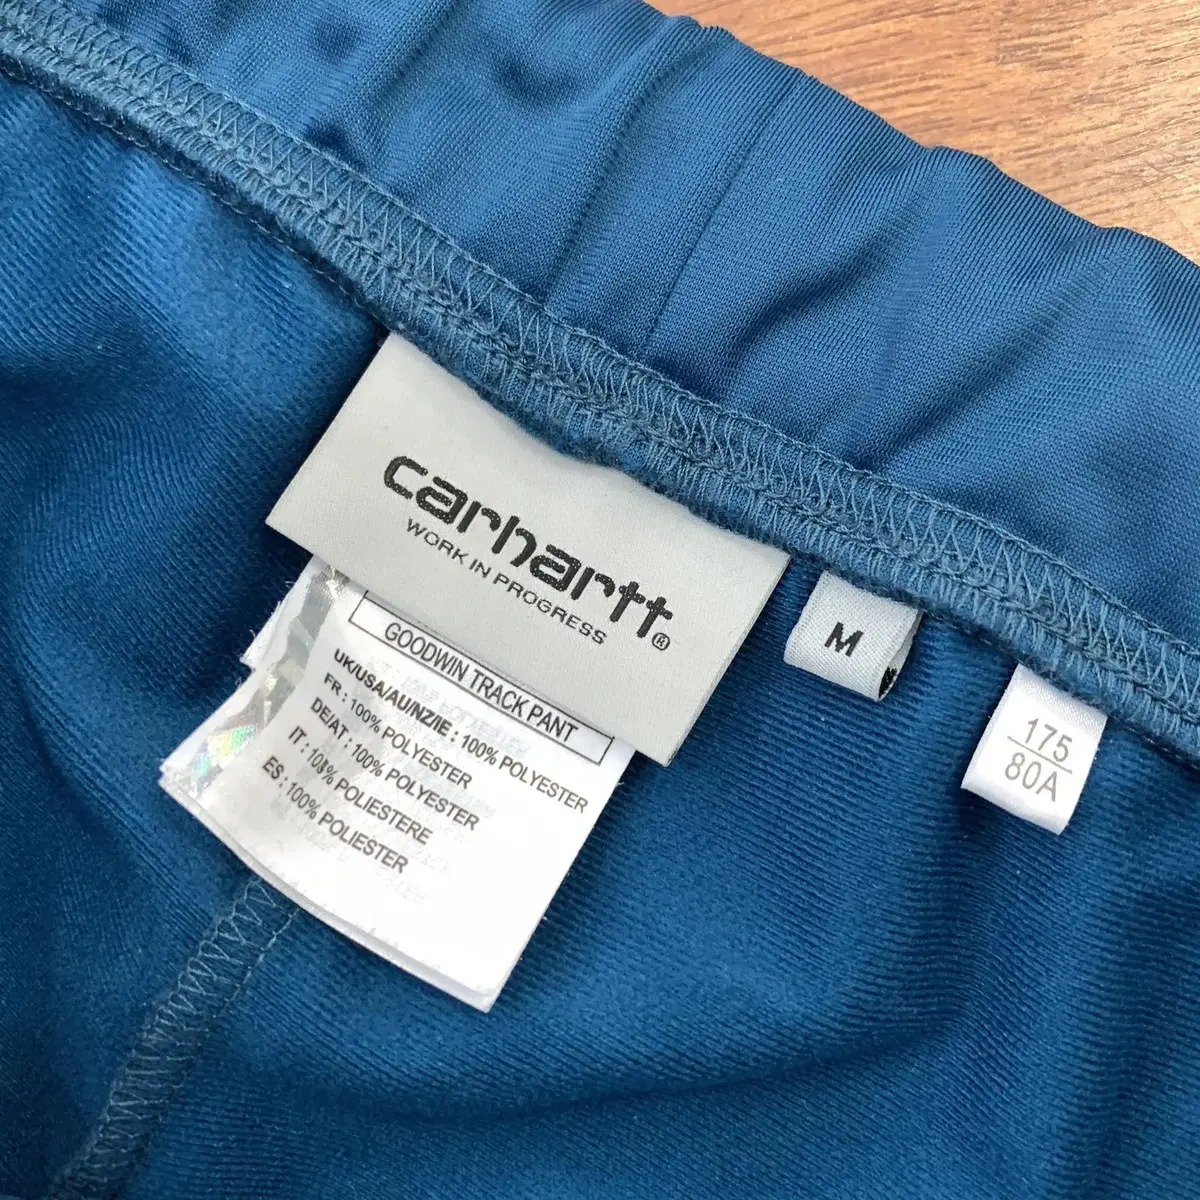 carhartt®
WORK IN PROGRESS
M
175
80A
GOODWIN TRACK PANT
UK/USA/AU/NZ/IE : 100% POLYESTER
FR : 100% POLYESTER
DE/AT : 100% POLYESTER
IT : 100% POLIESTERE
ES : 100% POLIESTER